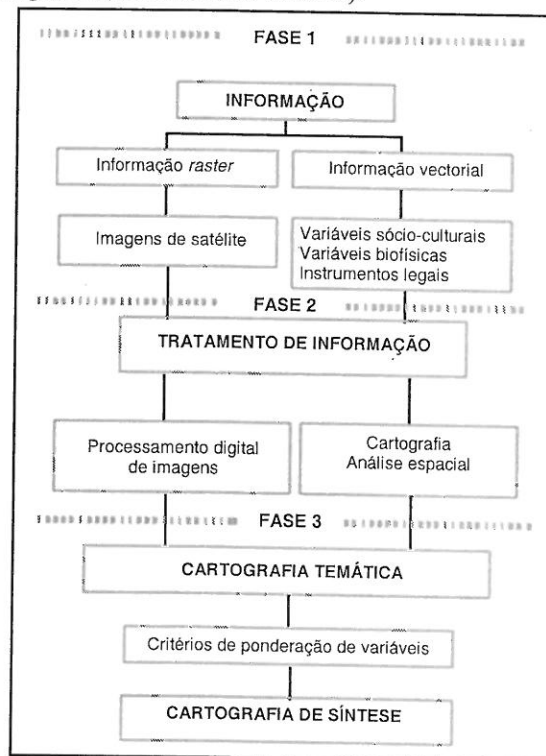 FASE 1
INFORMAÇÃO
Informação raster
Informação vectorial
Imagens de satélite
Variáveis sócio-culturais
Variáveis biofísicas
Instrumentos legais
FASE 2
TRATAMENTO DE INFORMAÇÃO
Processamento digital
de imagens
Cartografia
Análise espacial
FASE 3
CARTOGRAFIA TEMÁTICA
Critérios de ponderação de variáveis
CARTOGRAFIA DE SÍNTESE